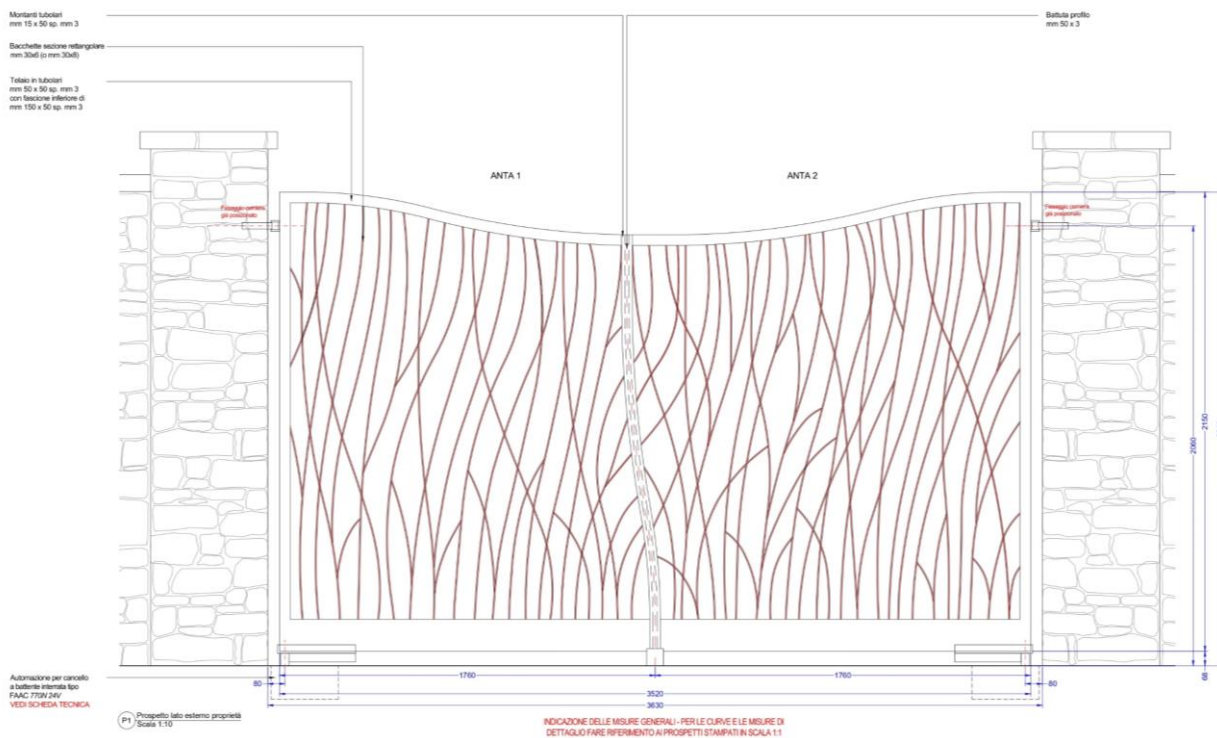 Montanti tubolari
mm 15 x 50 sp. mm 3
Bacchette sezione rettangolare
mm 30x6 (o mm 30x8)
Telaio in tubolari
mm 50 x 50 sp. mm 3
con fascione inferiore di
mm 150 x 50 sp. mm 3
Battuta profilo
mm 50 x 3
ANTA 1
ANTA 2
Fissaggio cerniera
già posizionato
Fissaggio cerniera
già posizionato
2060
2150
68
1760
1760
80
80
3520
3630
Automazione per cancello
a battente interrata tipo
FAAC 770N 24V
VEDI SCHEDA TECNICA
P1 Prospetto lato esterno proprietà
Scala 1:10
INDICAZIONE DELLE MISURE GENERALI - PER LE CURVE E LE MISURE DI
DETTAGLIO FARE RIFERIMENTO AI PROSPETTI STAMPATI IN SCALA 1:1